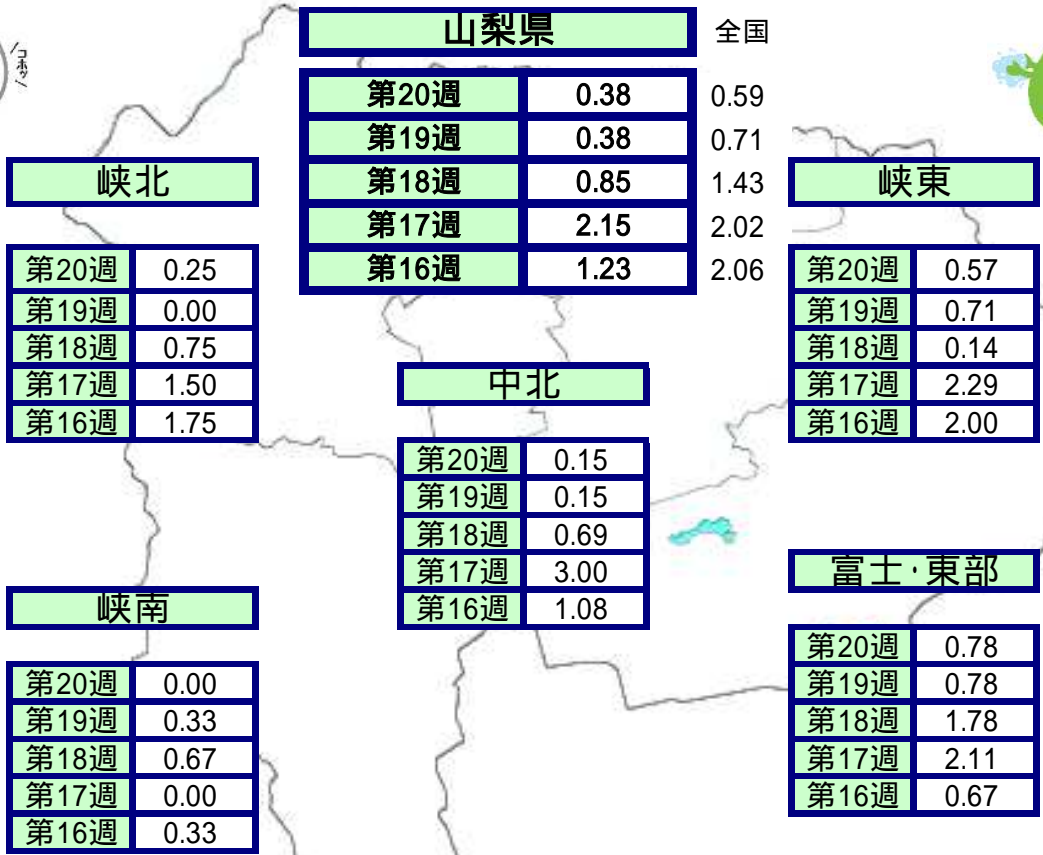 山梨県 全国
第20週 0.38 0.59
第19週 0.38 0.71
第18週 0.85 1.43
第17週 2.15 2.02
第16週 1.23 2.06
コホッ
峡北
第20週 0.25
第19週 0.00
第18週 0.75
第17週 1.50
第16週 1.75
峡東
第20週 0.57
第19週 0.71
第18週 0.14
第17週 2.29
第16週 2.00
中北
第20週 0.15
第19週 0.15
第18週 0.69
第17週 3.00
第16週 1.08
峡南
第20週 0.00
第19週 0.33
第18週 0.67
第17週 0.00
第16週 0.33
富士・東部
第20週 0.78
第19週 0.78
第18週 1.78
第17週 2.11
第16週 0.67